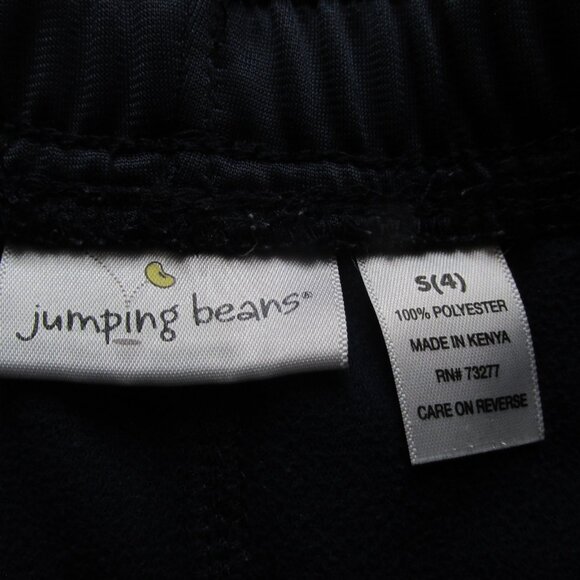 jumping beans®
S(4)
100% POLYESTER
MADE IN KENYA
RN# 73277
CARE ON REVERSE